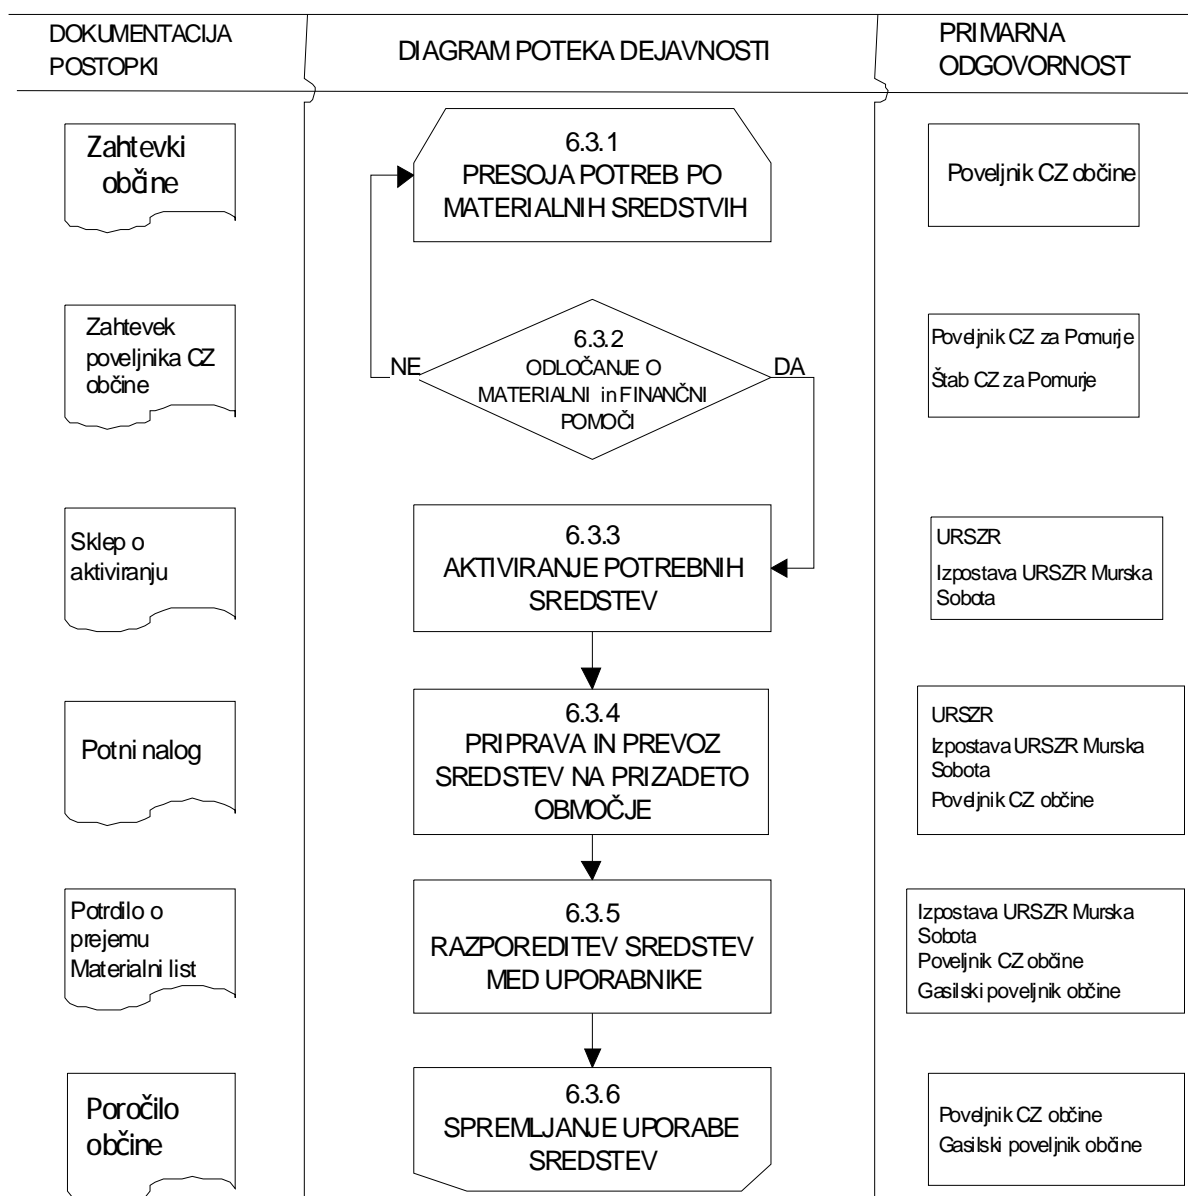 DOKUMENTACIJA
POSTOPKI
DIAGRAM POTEKA DEJAVNOSTI
PRIMARNA
ODGOVORNOST
Zahtevki
občine
6.3.1
PRESOJA POTREB PO
MATERIALNIH SREDSTVIH
Poveljnik CZ občine
Zahtevek
poveljnika CZ
občine
NE
6.3.2
ODLOČANJE O
MATERIALNI in FINANČNI
POMOČI
DA
Poveljnik CZ za Pomurje
Štab CZ za Pomurje
Sklep o
aktiviranju
6.3.3
AKTIVIRANJE POTREBNIH
SREDSTEV
URSZR
Izpostava URSZR Murska
Sobota
Potni nalog
6.3.4
PRIPRAVA IN PREVOZ
SREDSTEV NA PRIZADETO
OBMOČJE
URSZR
Izpostava URSZR Murska
Sobota
Poveljnik CZ občine
Potrdilo o
prejemu
Materialni list
6.3.5
RAZPOREDITEV SREDSTEV
MED UPORABNIKE
Izpostava URSZR Murska
Sobota
Poveljnik CZ občine
Gasilski poveljnik občine
Poročilo
občine
6.3.6
SPREMLJANJE UPORABE
SREDSTEV
Poveljnik CZ občine
Gasilski poveljnik občine